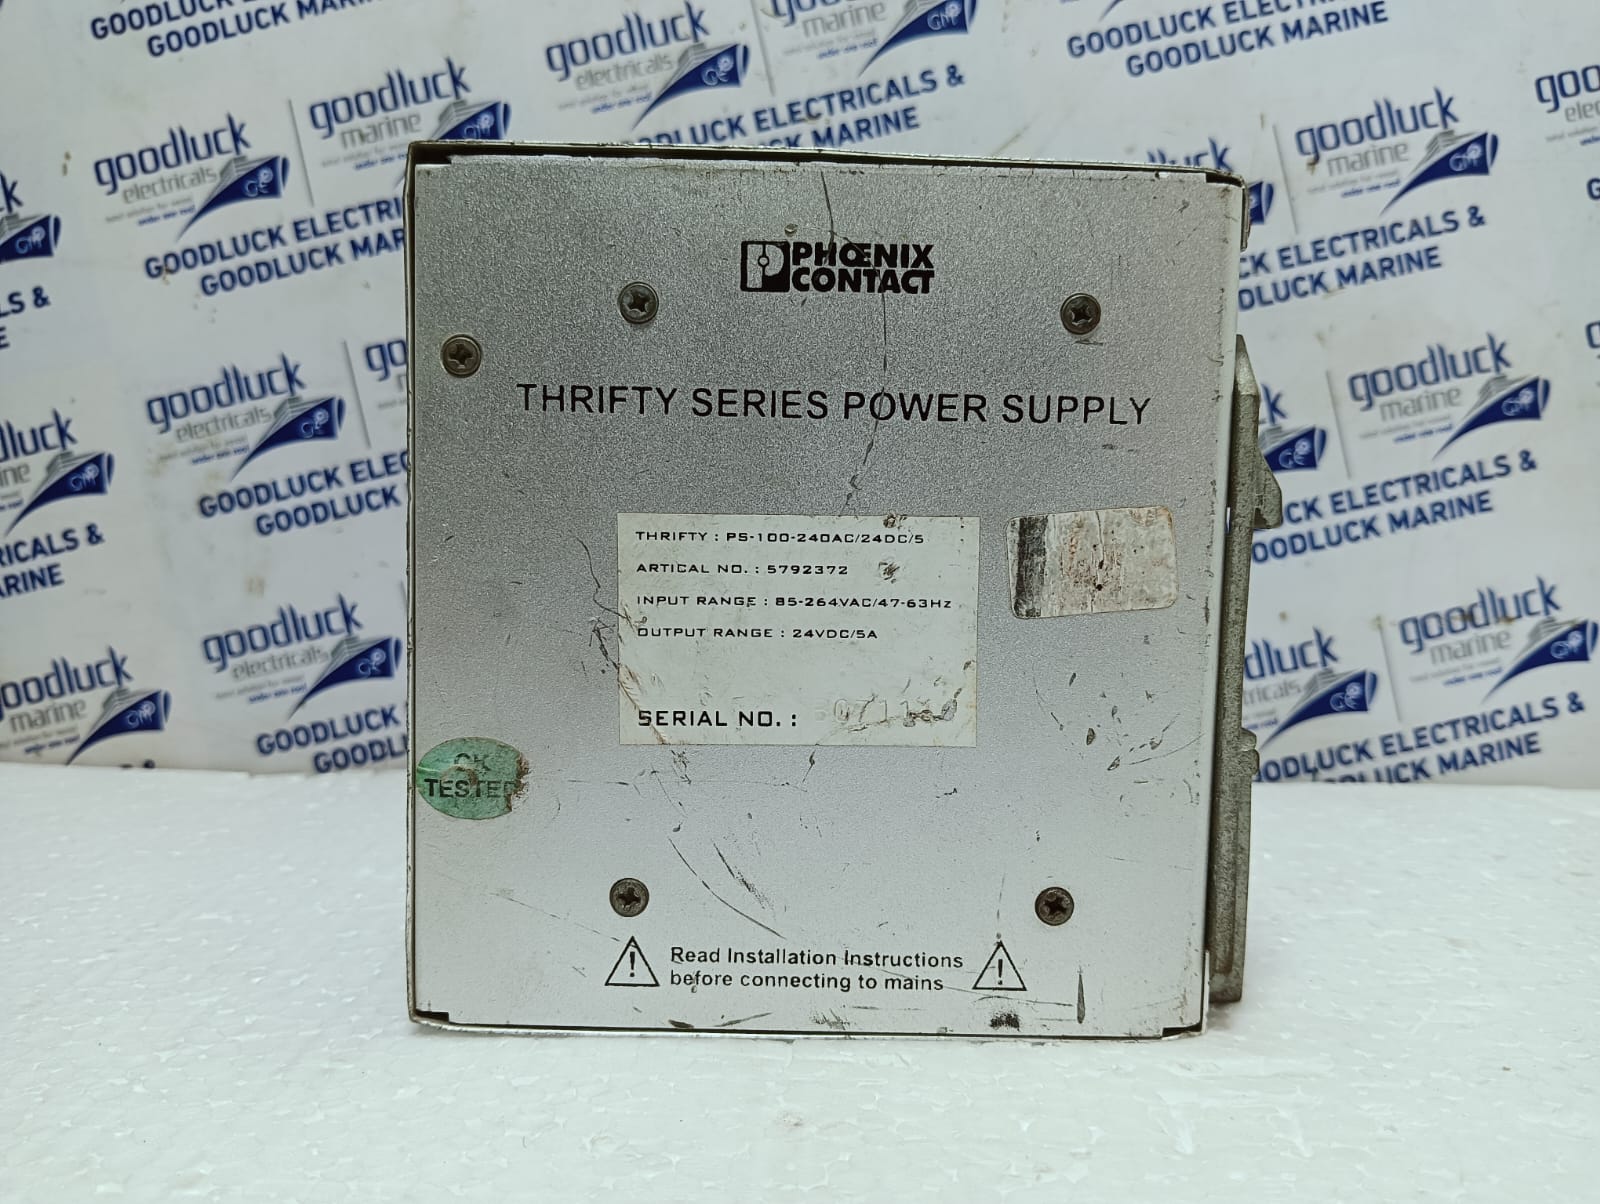 goodluck
electricals
goodluck
marine
GOODLUCK ELECTRICALS &
GOODLUCK MARINE
PHOENIX
CONTACT
THRIFTY SERIES POWER SUPPLY
THRIFTY : PS-100-240AC/24DC/5
ARTICAL NO. : 5792372
INPUT RANGE : 85-264VAC/47-63Hz
OUTPUT RANGE : 24VDC/5A
SERIAL NO. :
OK
TESTED
Read Installation Instructions
before connecting to mains